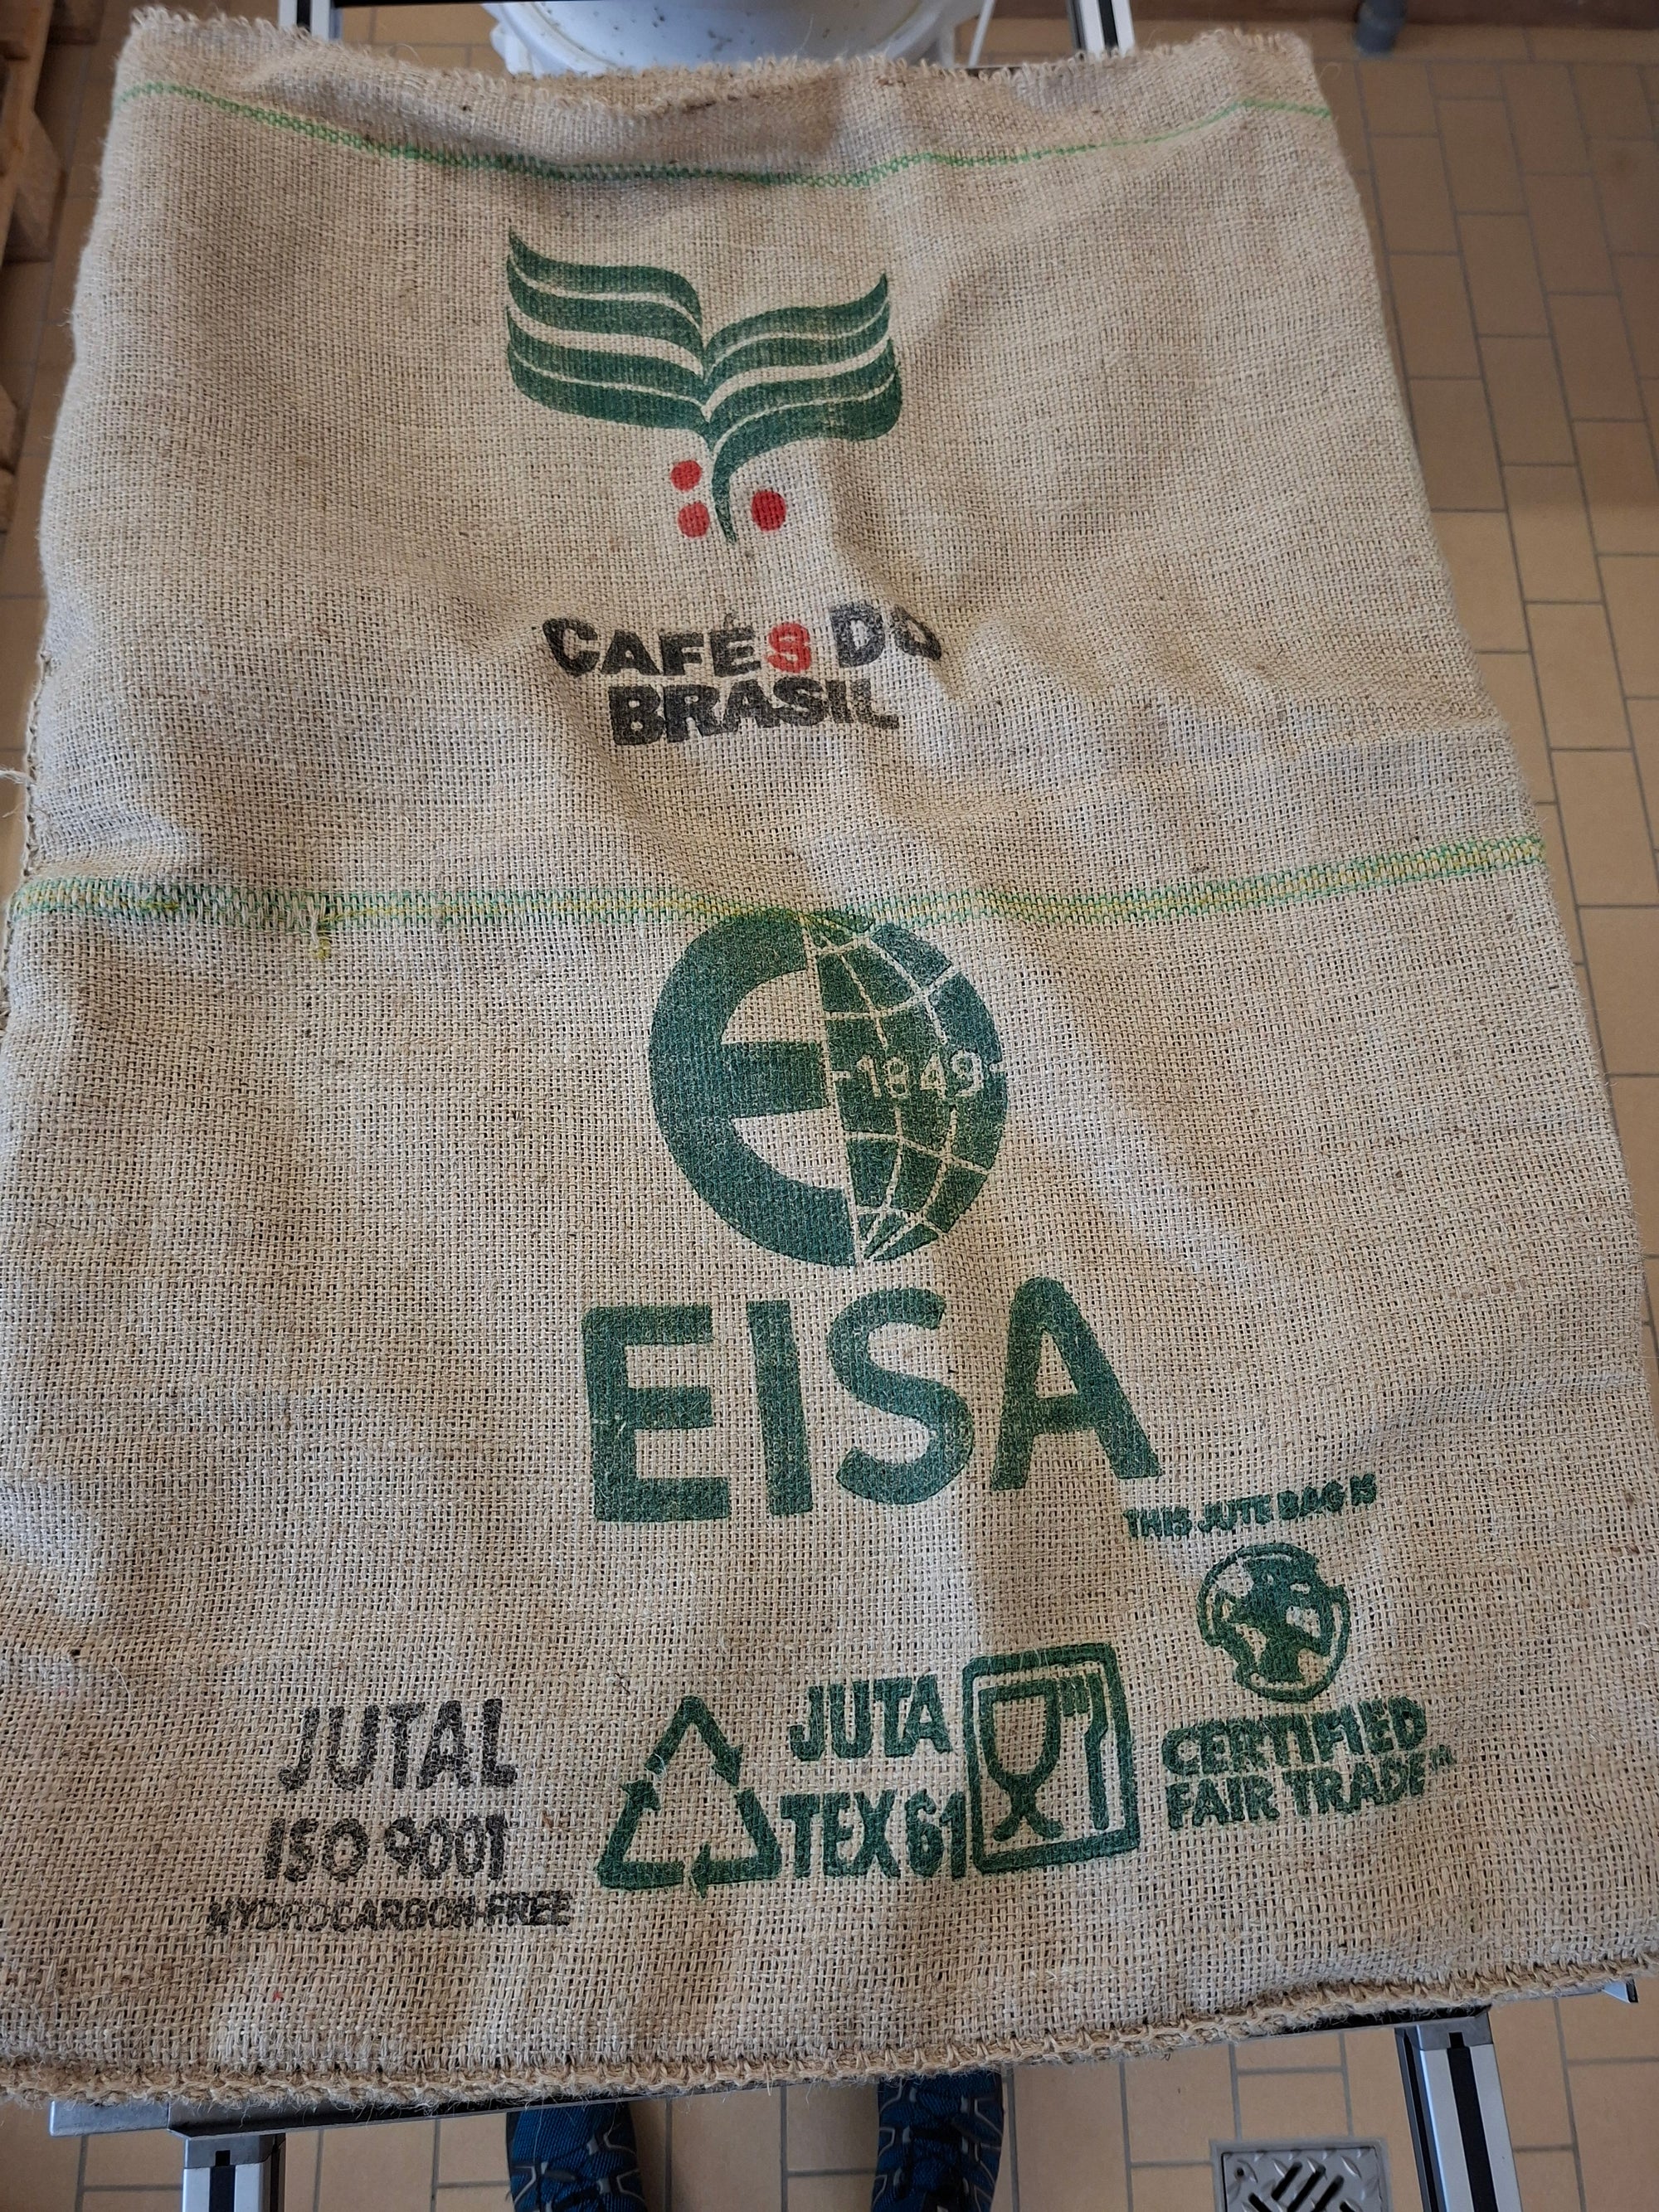 CAFÉS DO
BRASIL
1849
EISA
THIS JUTE BAG IS
CERTIFIED
FAIR TRADE
JUTA
TEX 61
JUTAL
ISO 9001
HYDROCARBON-FREE